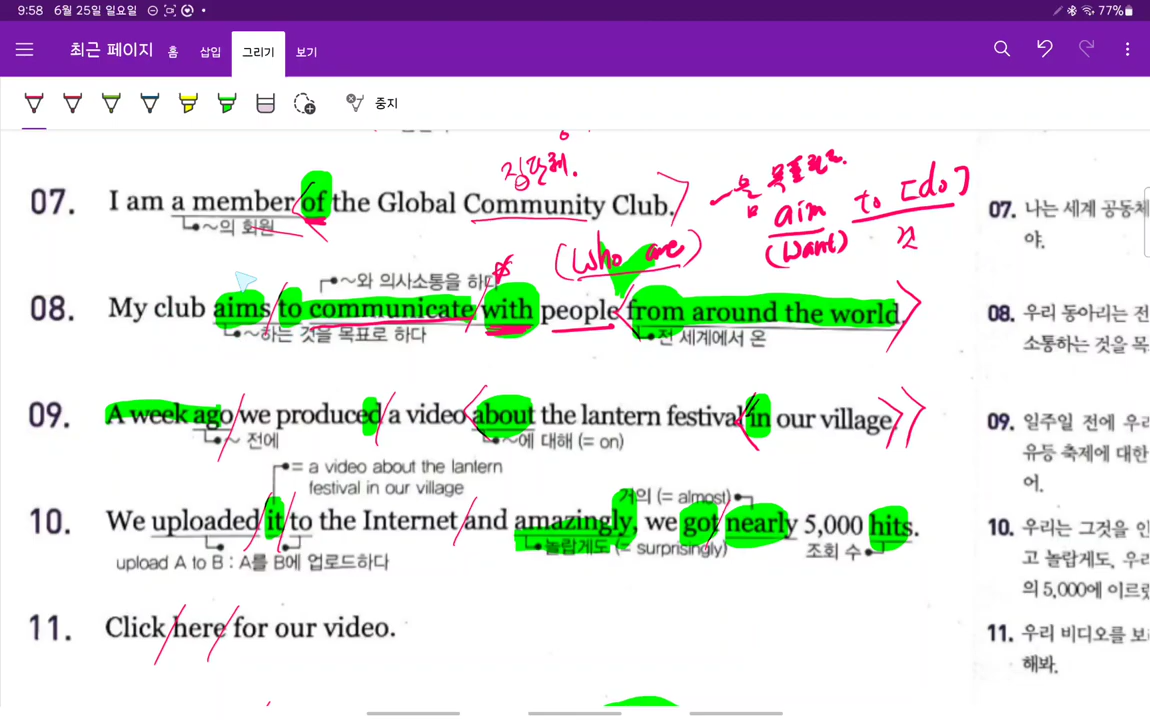 9:58 6월 25일 일요일 77%
최근 페이지 홈 삽입 그리기 보기
중지
집단체.
~을 목표로
aim to [do]
(want) 것
07. I am a member of the Global Community Club.
~의 회원
(who are)
~와 의사소통을 하다
08. My club aims to communicate with people from around the world.
~하는 것을 목표로 하다
전 세계에서 온
09. A week ago we produced a video about the lantern festival in our village.
~ 전에
~에 대해 (= on)
= a video about the lantern
festival in our village
거의 (= almost)
10. We uploaded it to the Internet and amazingly, we got nearly 5,000 hits.
놀랍게도 (= surprisingly)
조회 수
upload A to B : A를 B에 업로드하다
11. Click here for our video.
07. 나는 세계 공동체
야.
08. 우리 동아리는 전
소통하는 것을 목
09. 일주일 전에 우리
유등 축제에 대한
어.
10. 우리는 그것을 인
고 놀랍게도, 우리
의 5,000에 이르렀
11. 우리 비디오를 보
해봐.